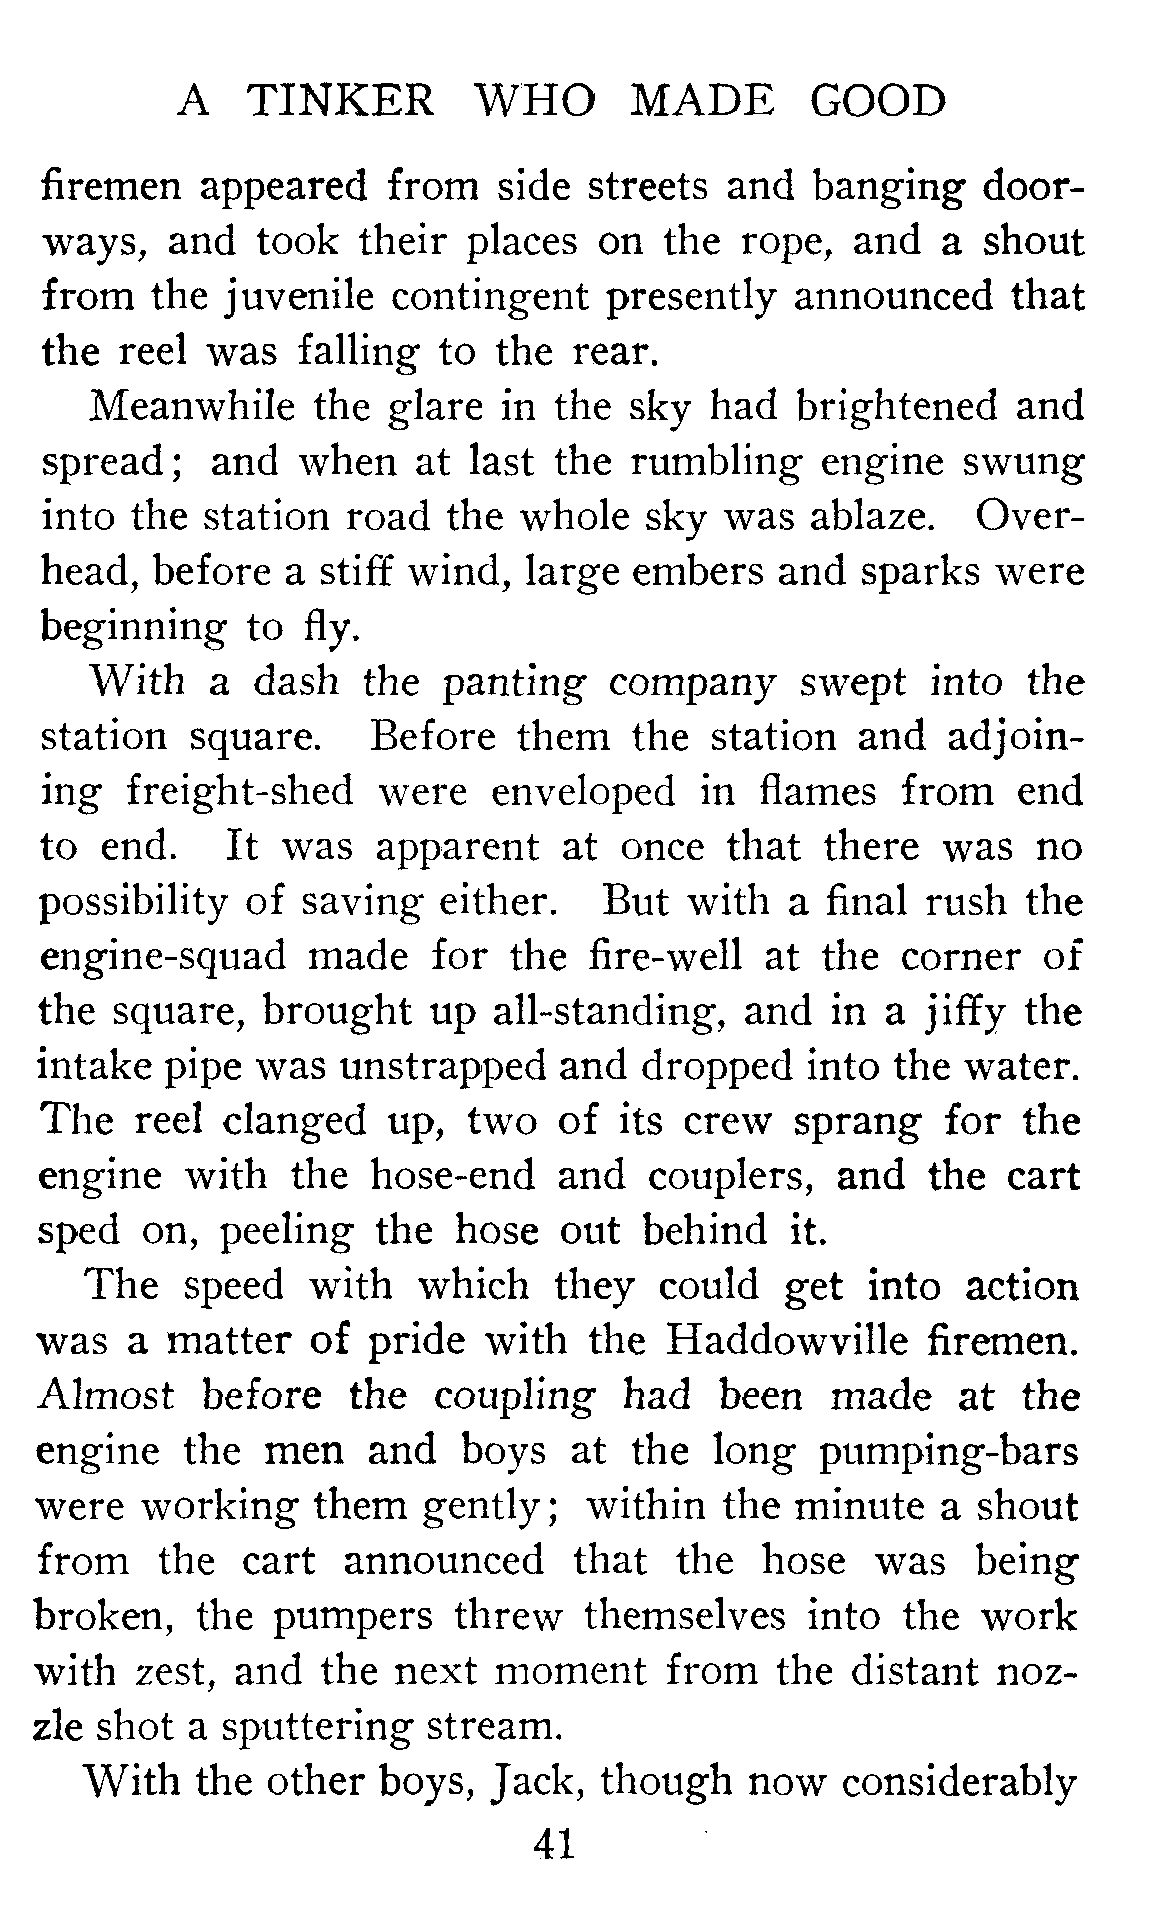 A TINKER WHO MADE GOOD
firemen appeared from side streets and banging door-
ways, and took their places on the rope, and a shout
from the juvenile contingent presently announced that
the reel was falling to the rear.
Meanwhile the glare in the sky had brightened and
spread; and when at last the rumbling engine swung
into the station road the whole sky was ablaze. Over-
head, before a stiff wind, large embers and sparks were
beginning to fly.
With a dash the panting company swept into the
station square. Before them the station and adjoin-
ing freight-shed were enveloped in flames from end
to end. It was apparent at once that there was no
possibility of saving either. But with a final rush the
engine-squad made for the fire-well at the corner of
the square, brought up all-standing, and in a jiffy the
intake pipe was unstrapped and dropped into the water.
The reel clanged up, two of its crew sprang for the
engine with the hose-end and couplers, and the cart
sped on, peeling the hose out behind it.
The speed with which they could get into action
was a matter of pride with the Haddowville firemen.
Almost before the coupling had been made at the
engine the men and boys at the long pumping-bars
were working them gently; within the minute a shout
from the cart announced that the hose was being
broken, the pumpers threw themselves into the work
with zest, and the next moment from the distant noz-
zle shot a sputtering stream.
With the other boys, Jack, though now considerably
41